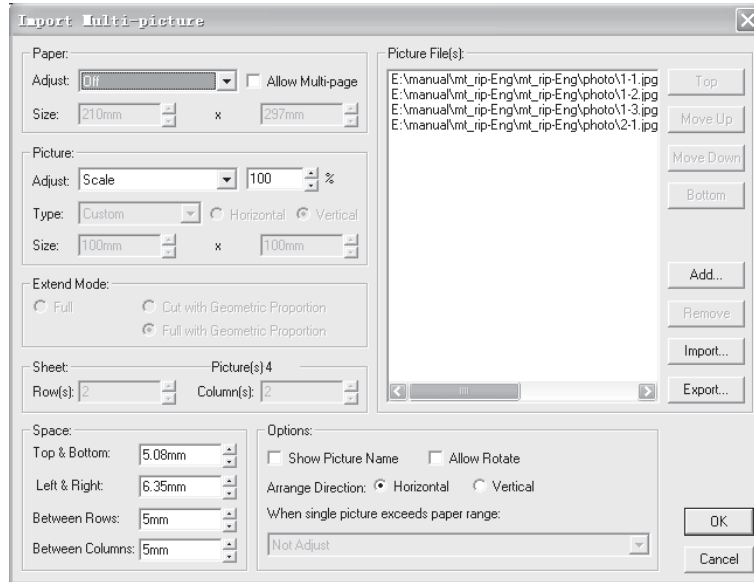 Import Multi-picture
Paper:
Adjust: Off Allow Multi-page
Size: 210mm x 297mm
Picture:
Adjust: Scale 100 %
Type: Custom Horizontal Vertical
Size: 100mm x 100mm
Extend Mode:
Full Cut with Geometric Proportion
Full with Geometric Proportion
Sheet: Picture(s) 4
Row(s): 2 Column(s): 2
Picture File(s):
E:\manual\mt_rip-Eng\mt_rip-Eng\photo\1-1.jpg
E:\manual\mt_rip-Eng\mt_rip-Eng\photo\1-2.jpg
E:\manual\mt_rip-Eng\mt_rip-Eng\photo\1-3.jpg
E:\manual\mt_rip-Eng\mt_rip-Eng\photo\2-1.jpg
Top
Move Up
Move Down
Bottom
Add...
Remove
Import...
Export...
Space:
Top & Bottom: 5.08mm
Left & Right: 6.35mm
Between Rows: 5mm
Between Columns: 5mm
Options:
Show Picture Name Allow Rotate
Arrange Direction: Horizontal Vertical
When single picture exceeds paper range:
Not Adjust
OK
Cancel